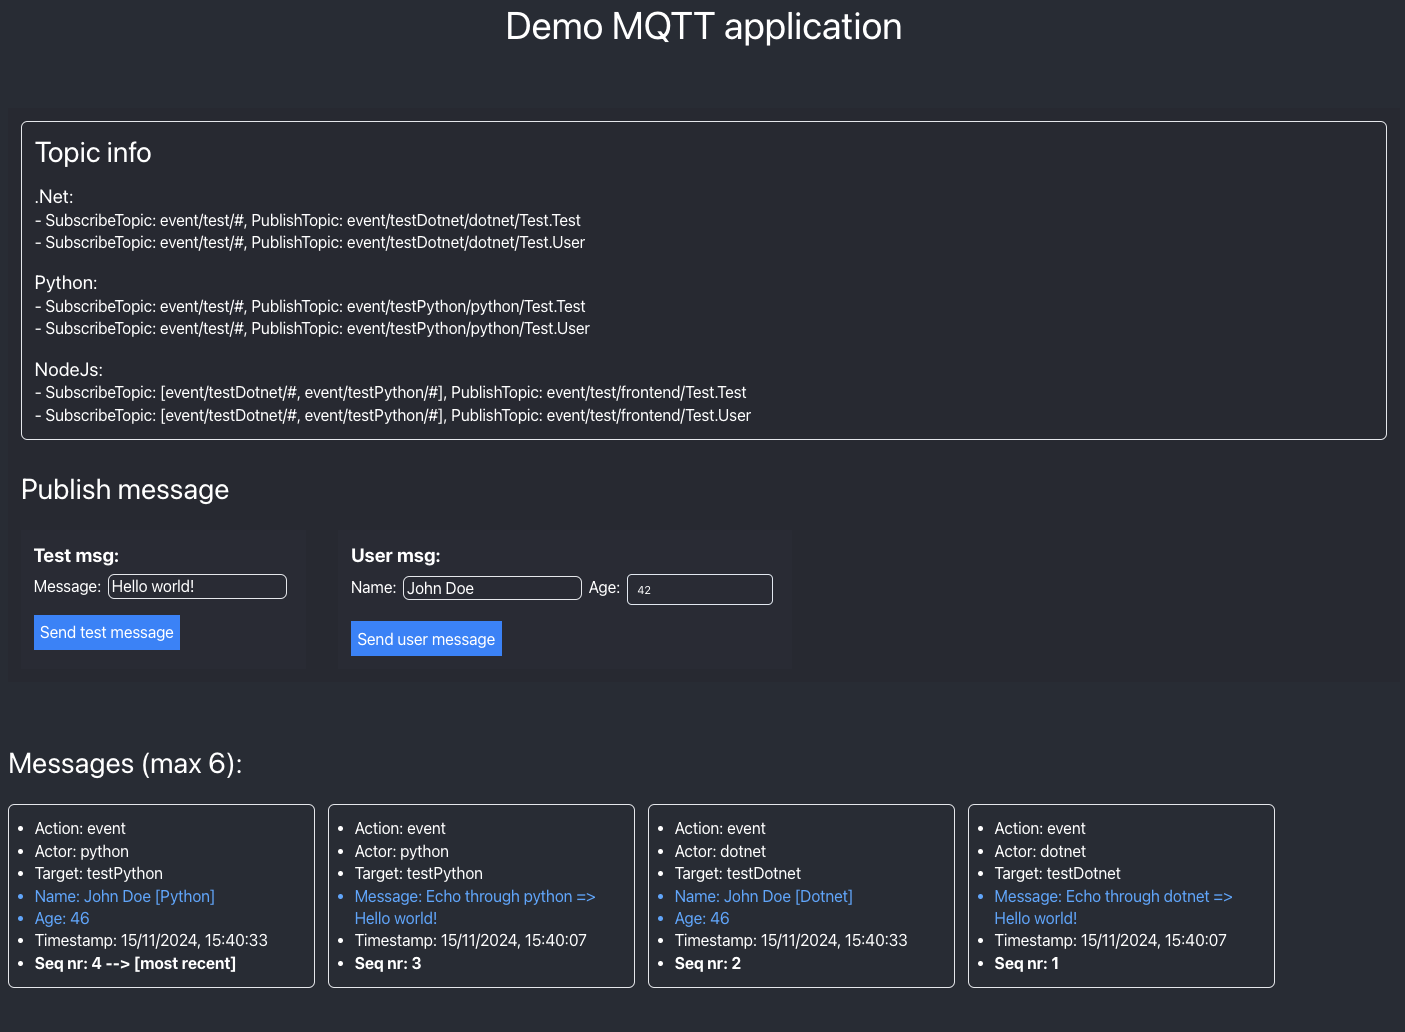 Demo MQTT application
Topic info
.Net:
- SubscribeTopic: event/test/#, PublishTopic: event/testDotnet/dotnet/Test.Test
- SubscribeTopic: event/test/#, PublishTopic: event/testDotnet/dotnet/Test.User
Python:
- SubscribeTopic: event/test/#, PublishTopic: event/testPython/python/Test.Test
- SubscribeTopic: event/test/#, PublishTopic: event/testPython/python/Test.User
NodeJs:
- SubscribeTopic: [event/testDotnet/#, event/testPython/#], PublishTopic: event/test/frontend/Test.Test
- SubscribeTopic: [event/testDotnet/#, event/testPython/#], PublishTopic: event/test/frontend/Test.User
Publish message
Test msg:
Message: Hello world!
Send test message
User msg:
Name: John Doe Age: 42
Send user message
Messages (max 6):
• Action: event
• Actor: python
• Target: testPython
• Name: John Doe [Python]
• Age: 46
• Timestamp: 15/11/2024, 15:40:33
• Seq nr: 4 --> [most recent]
• Action: event
• Actor: python
• Target: testPython
• Message: Echo through python =>
Hello world!
• Timestamp: 15/11/2024, 15:40:07
• Seq nr: 3
• Action: event
• Actor: dotnet
• Target: testDotnet
• Name: John Doe [Dotnet]
• Age: 46
• Timestamp: 15/11/2024, 15:40:33
• Seq nr: 2
• Action: event
• Actor: dotnet
• Target: testDotnet
• Message: Echo through dotnet =>
Hello world!
• Timestamp: 15/11/2024, 15:40:07
• Seq nr: 1